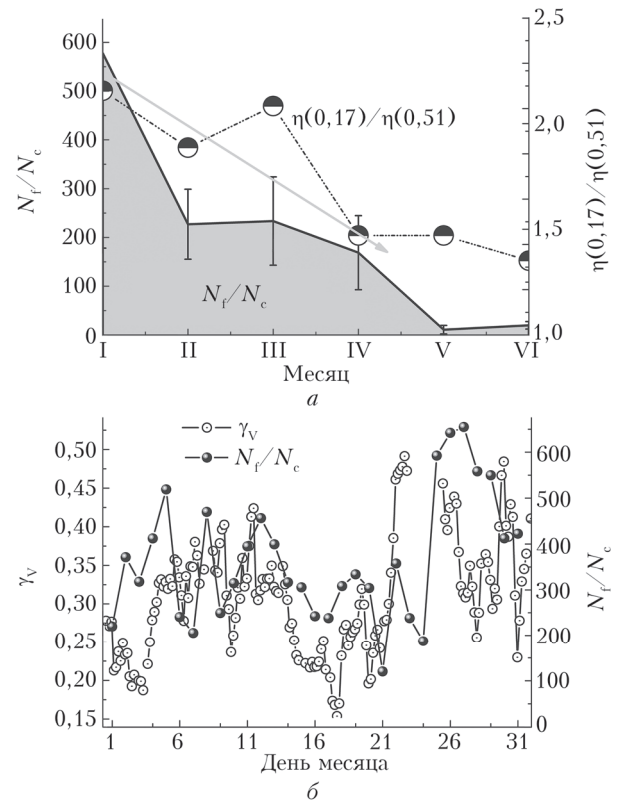 2,5
600
500
η(0,17)/η(0,51)
2,0
400
N_f/N_c
η(0,17)/η(0,51)
300
1,5
200
N_f/N_c
100
0
1,0
I II III IV V VI
Месяц
а
γ_V
0,50
N_f/N_c
600
0,45
500
0,40
400
γ_V
0,35
N_f/N_c
300
0,30
200
0,25
0,20
100
0,15
0
1 6 11 16 21 26 31
День месяца
б